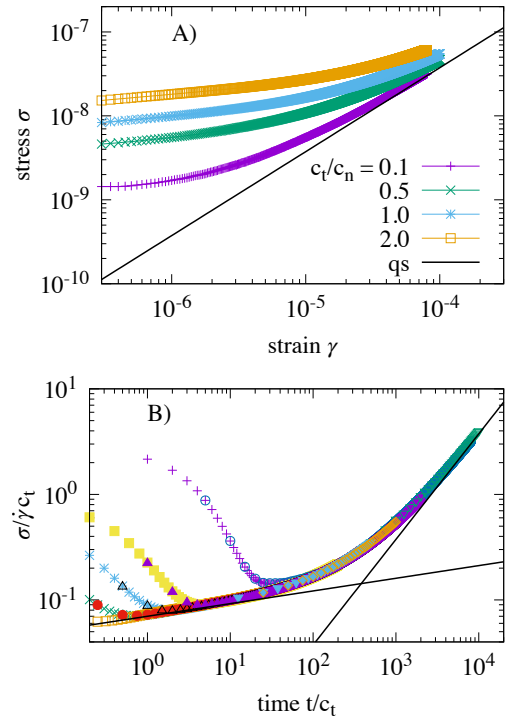 A)
10^-7
10^-8
10^-9
10^-10
stress σ
c_t/c_n = 0.1
0.5
1.0
2.0
qs
10^-6 10^-5 10^-4
strain γ
B)
10^1
10^0
10^-1
σ/γ̇ c_t
10^0 10^1 10^2 10^3 10^4
time t/c_t